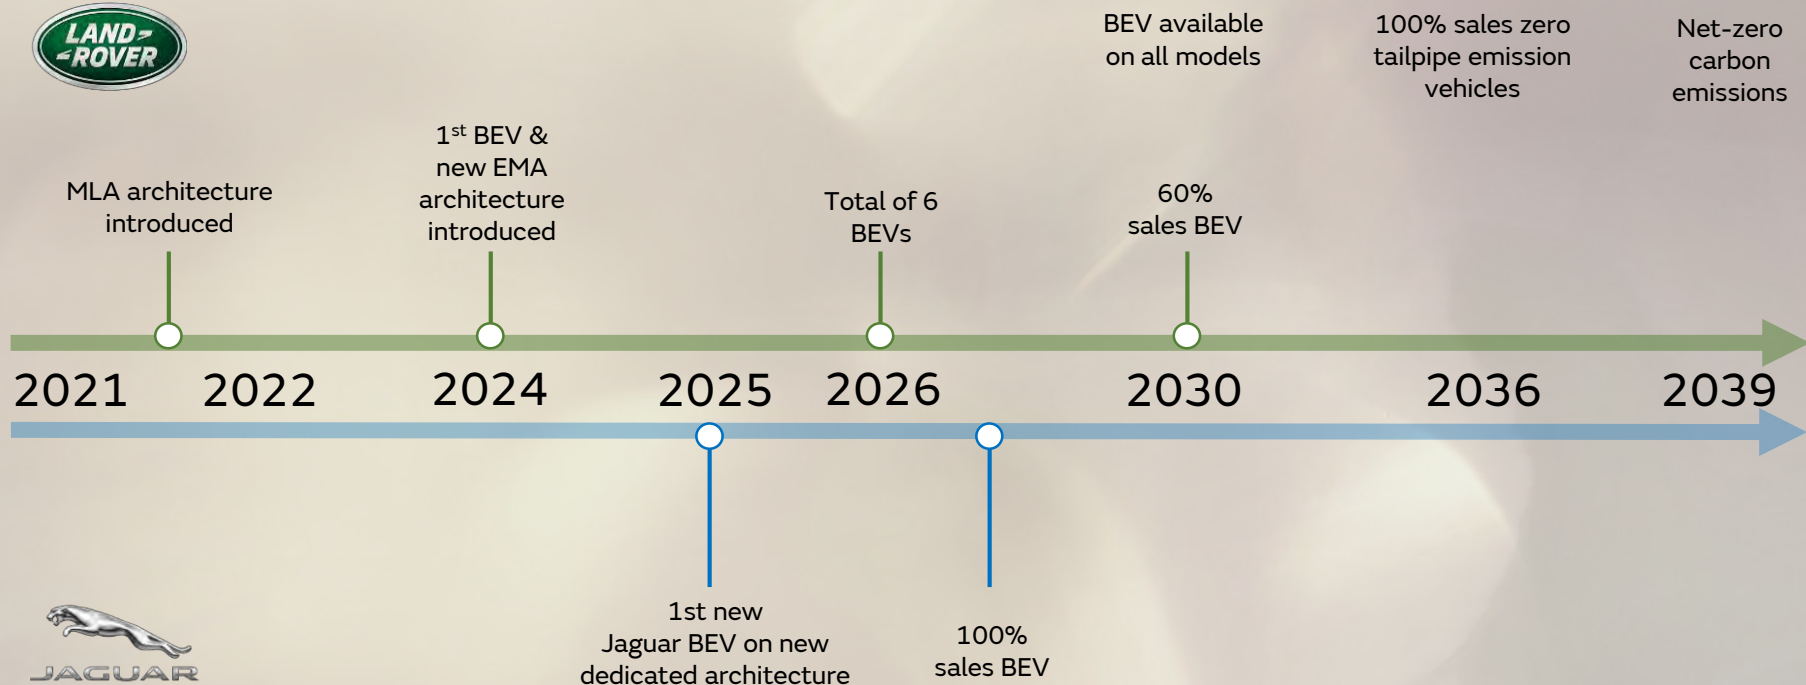 LAND-
-ROVER
BEV available
on all models
100% sales zero
tailpipe emission
vehicles
Net-zero
carbon
emissions
MLA architecture
introduced
1st BEV &
new EMA
architecture
introduced
Total of 6
BEVs
60%
sales BEV
2021 2022 2024 2025 2026 2030 2036 2039
1st new
Jaguar BEV on new
dedicated architecture
100%
sales BEV
JAGUAR